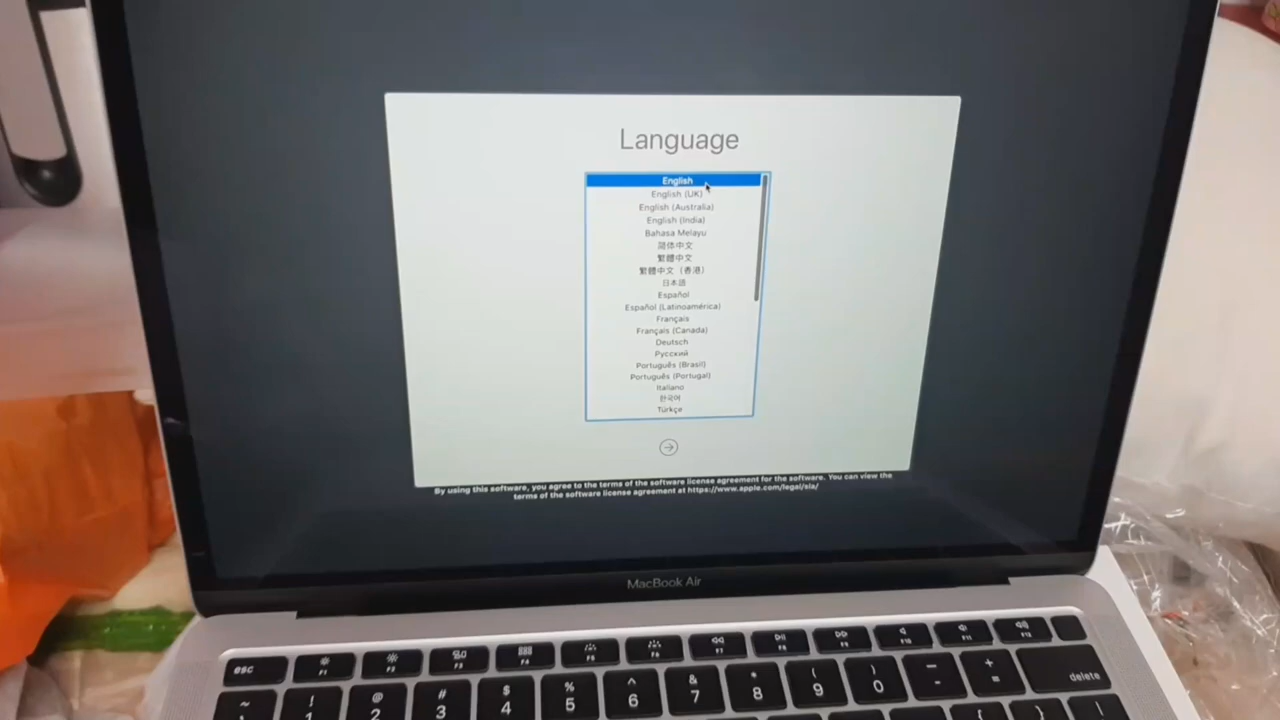 Language
English
English (UK)
English (Australia)
English (India)
Bahasa Melayu
简体中文
繁體中文
繁體中文（香港）
日本語
Español
Español (Latinoamérica)
Français
Français (Canada)
Deutsch
Русский
Português (Brasil)
Português (Portugal)
Italiano
한국어
Türkçe
By using this software, you agree to the terms of the software license agreement for the software. You can view the
terms of the software license agreement at https://www.apple.com/legal/sla/
MacBook Air
esc F1 F2 F3 F4 F5 F6 F7 F8 F9 F10 F11 F12
~ ! @ # $ % ^ & * ( ) — +
1 2 3 4 5 6 7 8 9 0 - = delete